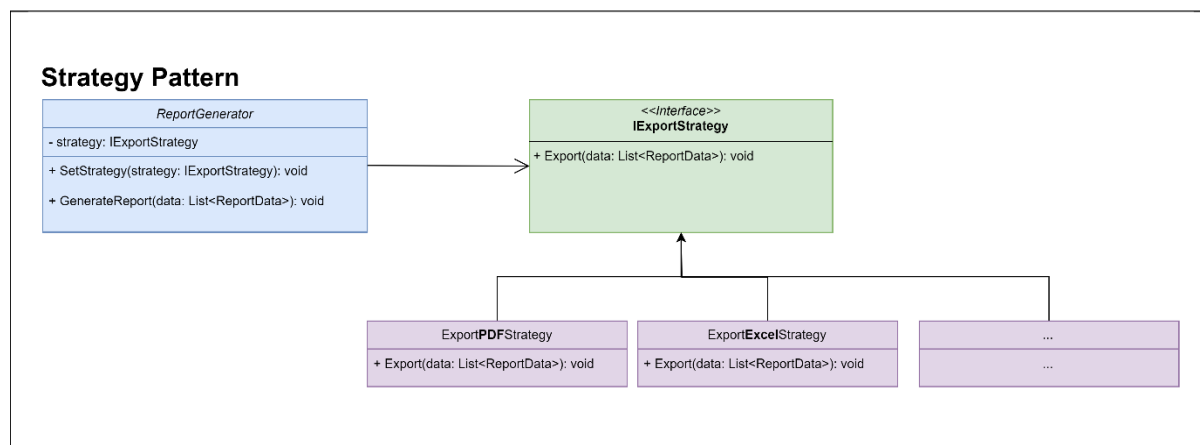 Strategy Pattern
ReportGenerator
- strategy: IExportStrategy
+ SetStrategy(strategy: IExportStrategy): void
+ GenerateReport(data: List<ReportData>): void
<<Interface>>
IExportStrategy
+ Export(data: List<ReportData>): void
ExportPDFStrategy
+ Export(data: List<ReportData>): void
ExportExcelStrategy
+ Export(data: List<ReportData>): void
...
...